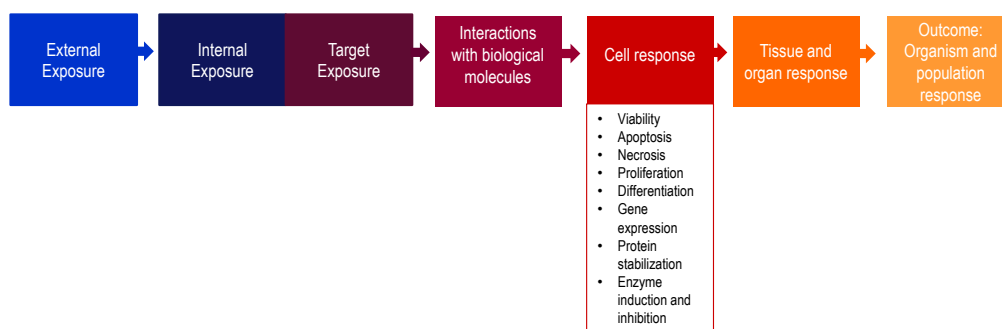 External
Exposure
Internal
Exposure
Target
Exposure
Interactions
with biological
molecules
Cell response
Tissue and
organ response
Outcome:
Organism and
population
response
• Viability
• Apoptosis
• Necrosis
• Proliferation
• Differentiation
• Gene
expression
• Protein
stabilization
• Enzyme
induction and
inhibition